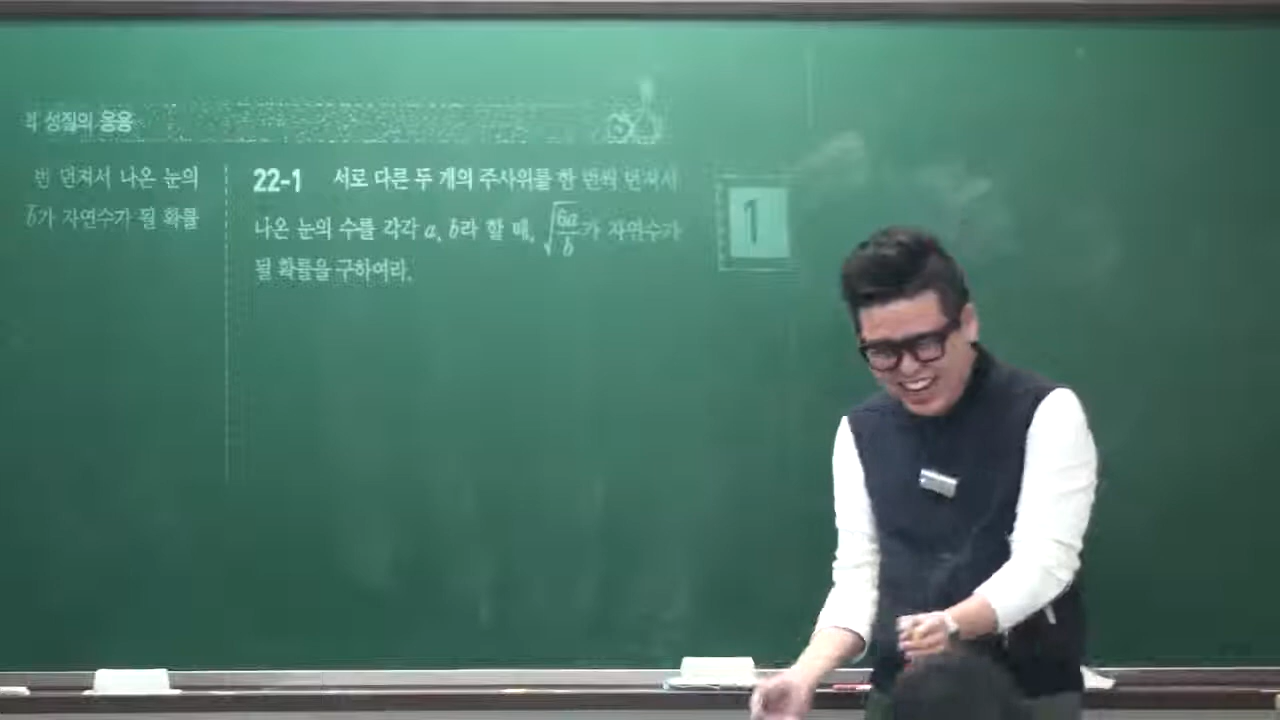 성질의 응용
번 던져서 나온 눈의
b가 자연수가 될 확률
22-1 서로 다른 두 개의 주사위를 한 번씩 던져서
나온 눈의 수를 각각 a, b라 할 때, √(6a/b)가 자연수가
될 확률을 구하여라.
1